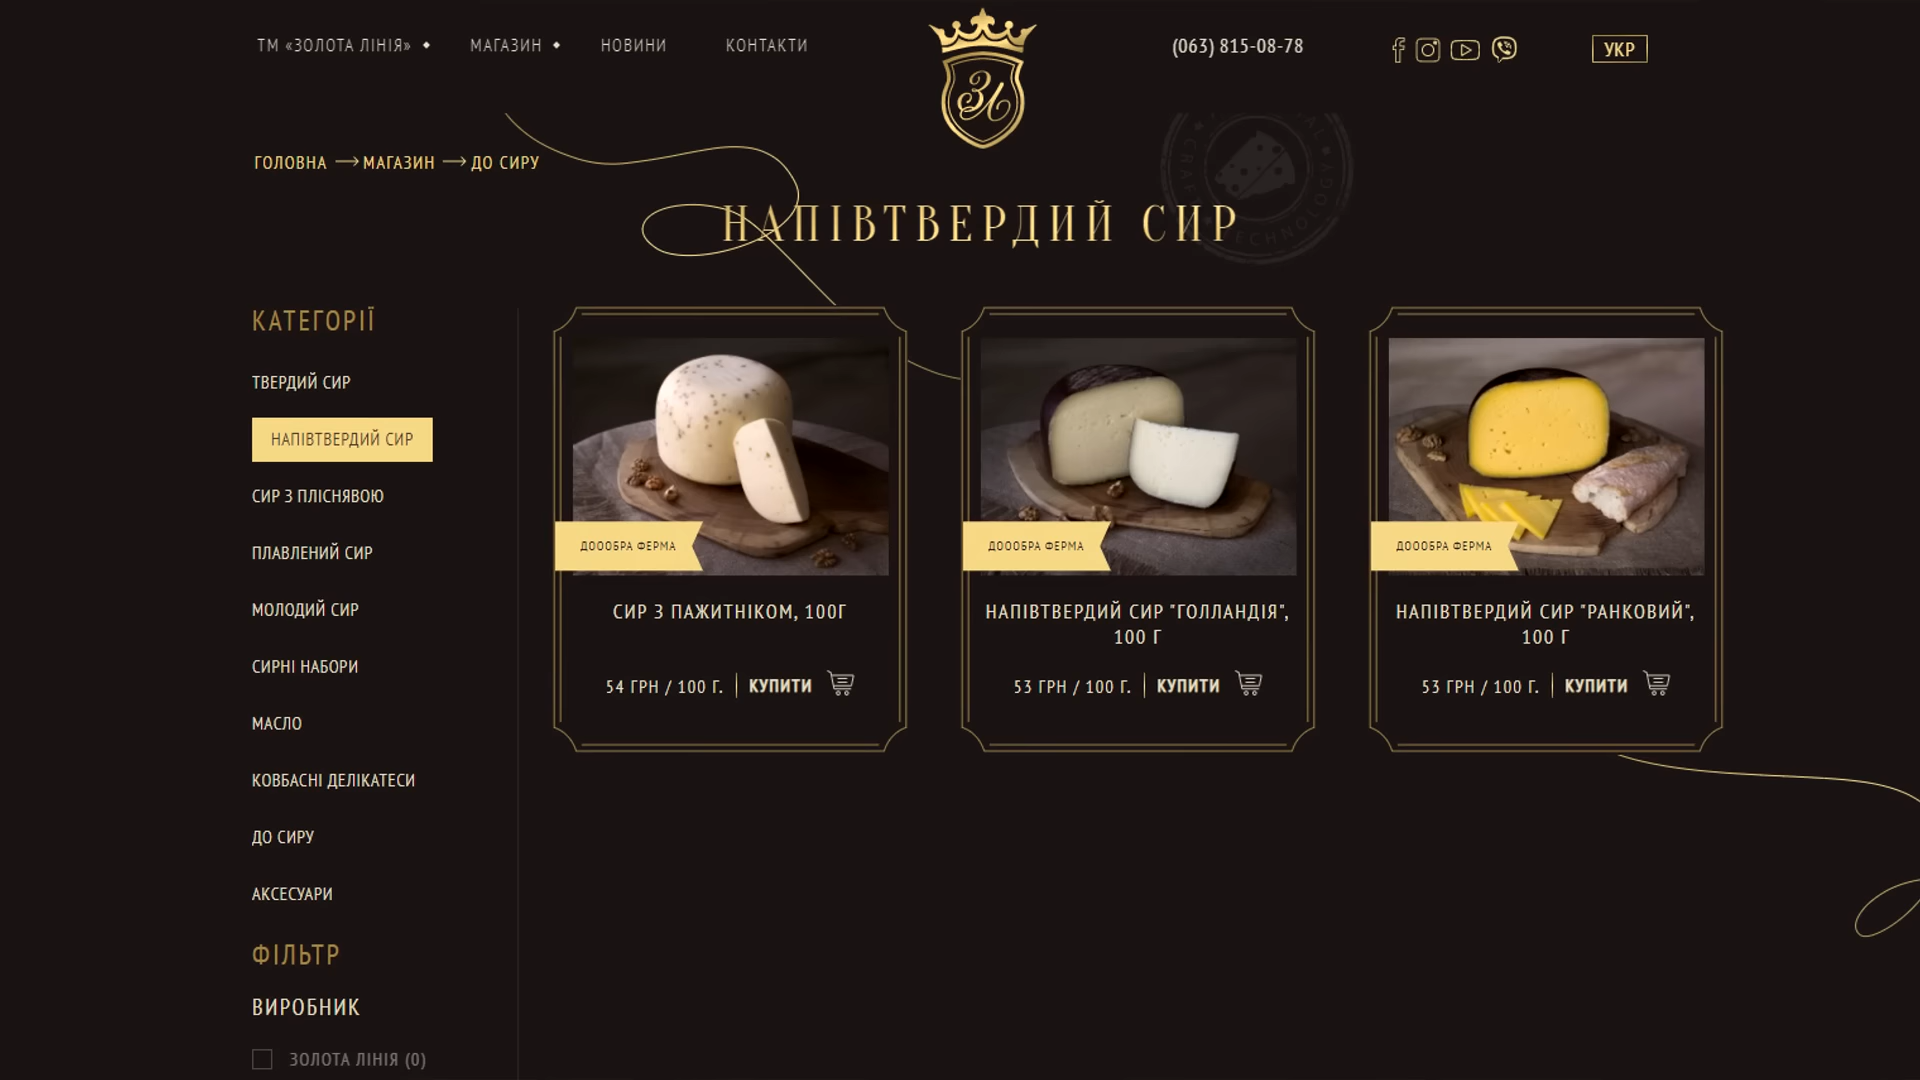 ТМ «ЗОЛОТА ЛІНІЯ»
МАГАЗИН
НОВИНИ
КОНТАКТИ
ЗЛ
(063) 815-08-78
УКР
ГОЛОВНА
МАГАЗИН
ДО СИРУ
TECHNOLOGY
НАПІВТВЕРДИЙ СИР
КАТЕГОРІЇ
ТВЕРДИЙ СИР
НАПІВТВЕРДИЙ СИР
СИР З ПЛІСНЯВОЮ
ПЛАВЛЕНИЙ СИР
МОЛОДИЙ СИР
СИРНІ НАБОРИ
МАСЛО
КОВБАСНІ ДЕЛІКАТЕСИ
ДО СИРУ
АКСЕСУАРИ
ФІЛЬТР
ВИРОБНИК
ЗОЛОТА ЛІНІЯ (0)
ДОООБРА ФЕРМА
СИР З ПАЖИТНІКОМ, 100Г
54 ГРН / 100 Г.
КУПИТИ
ДОООБРА ФЕРМА
НАПІВТВЕРДИЙ СИР "ГОЛЛАНДІЯ",
100 Г
53 ГРН / 100 Г.
КУПИТИ
ДОООБРА ФЕРМА
НАПІВТВЕРДИЙ СИР "РАНКОВИЙ",
100 Г
53 ГРН / 100 Г.
КУПИТИ